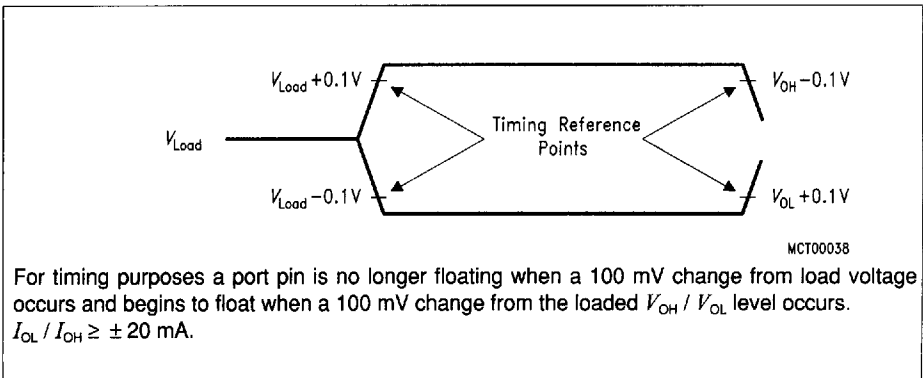 V_Load +0.1V
V_OH −0.1V
V_Load
Timing Reference
Points
V_Load −0.1V
V_OL +0.1V
MCT00038
For timing purposes a port pin is no longer floating when a 100 mV change from load voltage
occurs and begins to float when a 100 mV change from the loaded V_OH / V_OL level occurs.
I_OL / I_OH ≥ ± 20 mA.